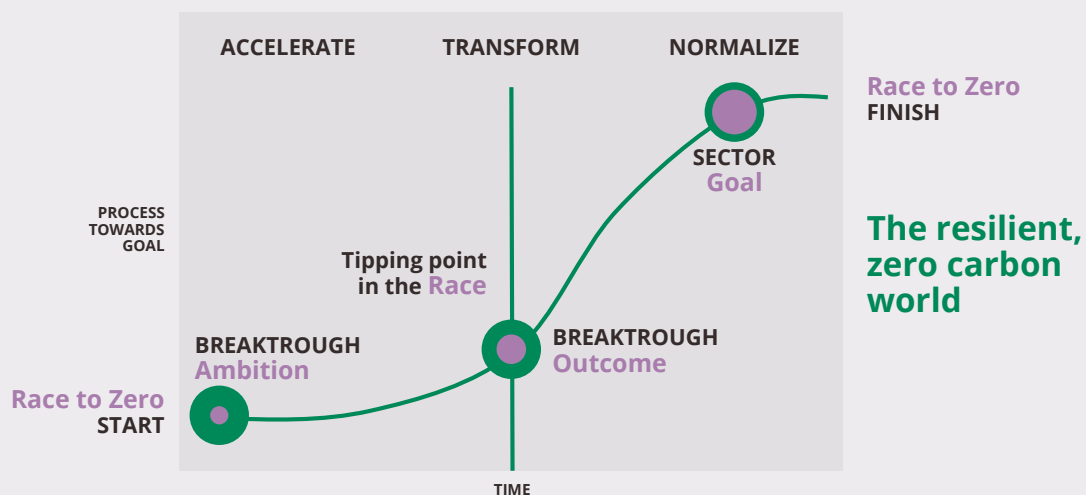 ACCELERATE
TRANSFORM
NORMALIZE
Race to Zero
FINISH
SECTOR
Goal
PROCESS
TOWARDS
GOAL
The resilient,
zero carbon
world
Tipping point
in the Race
BREAKTROUGH
Ambition
BREAKTROUGH
Outcome
Race to Zero
START
TIME